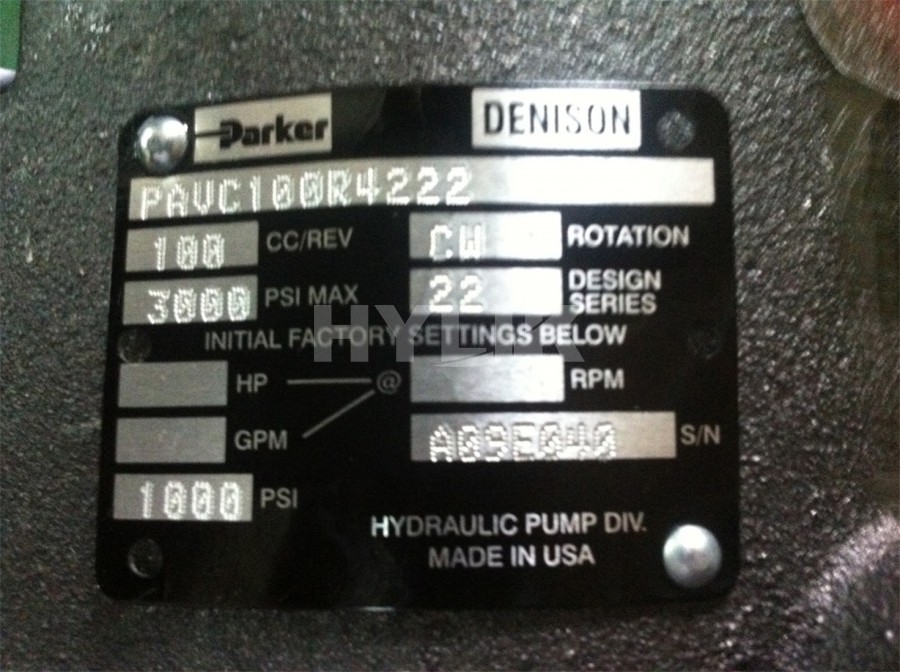 Parker DENISON
PAVC100R4222
100 CC/REV CW ROTATION
3000 PSI MAX 22 DESIGN SERIES
HYLIK
INITIAL FACTORY SETTINGS BELOW
HP @ RPM
GPM A09E040 S/N
1000 PSI
HYDRAULIC PUMP DIV.
MADE IN USA